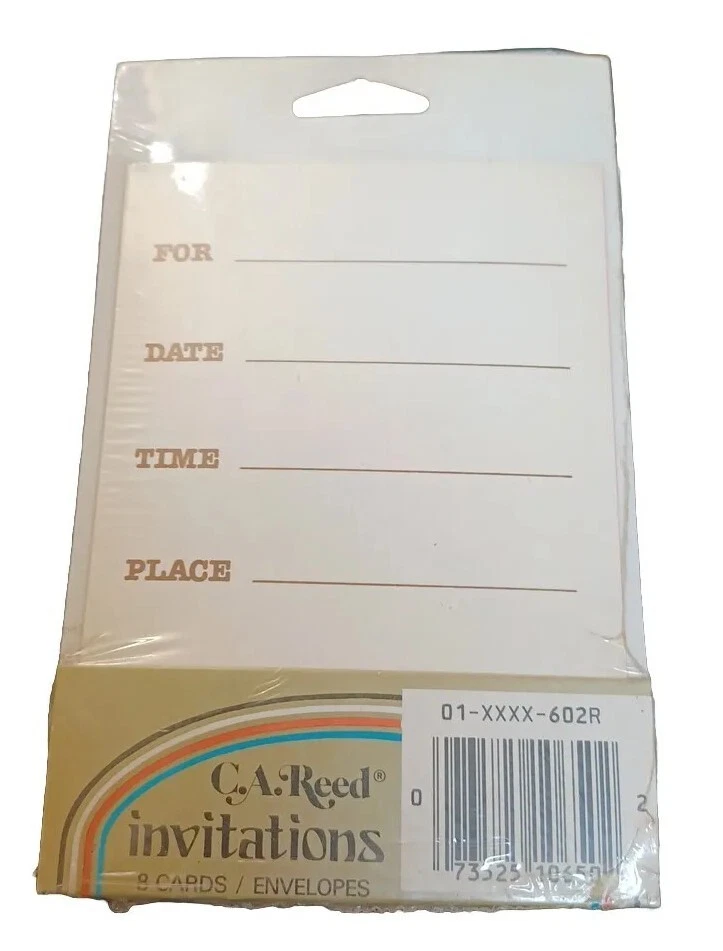 FOR
DATE
TIME
PLACE
01-XXXX-602R
C.A.Reed®
invitations
8 CARDS / ENVELOPES
0 2